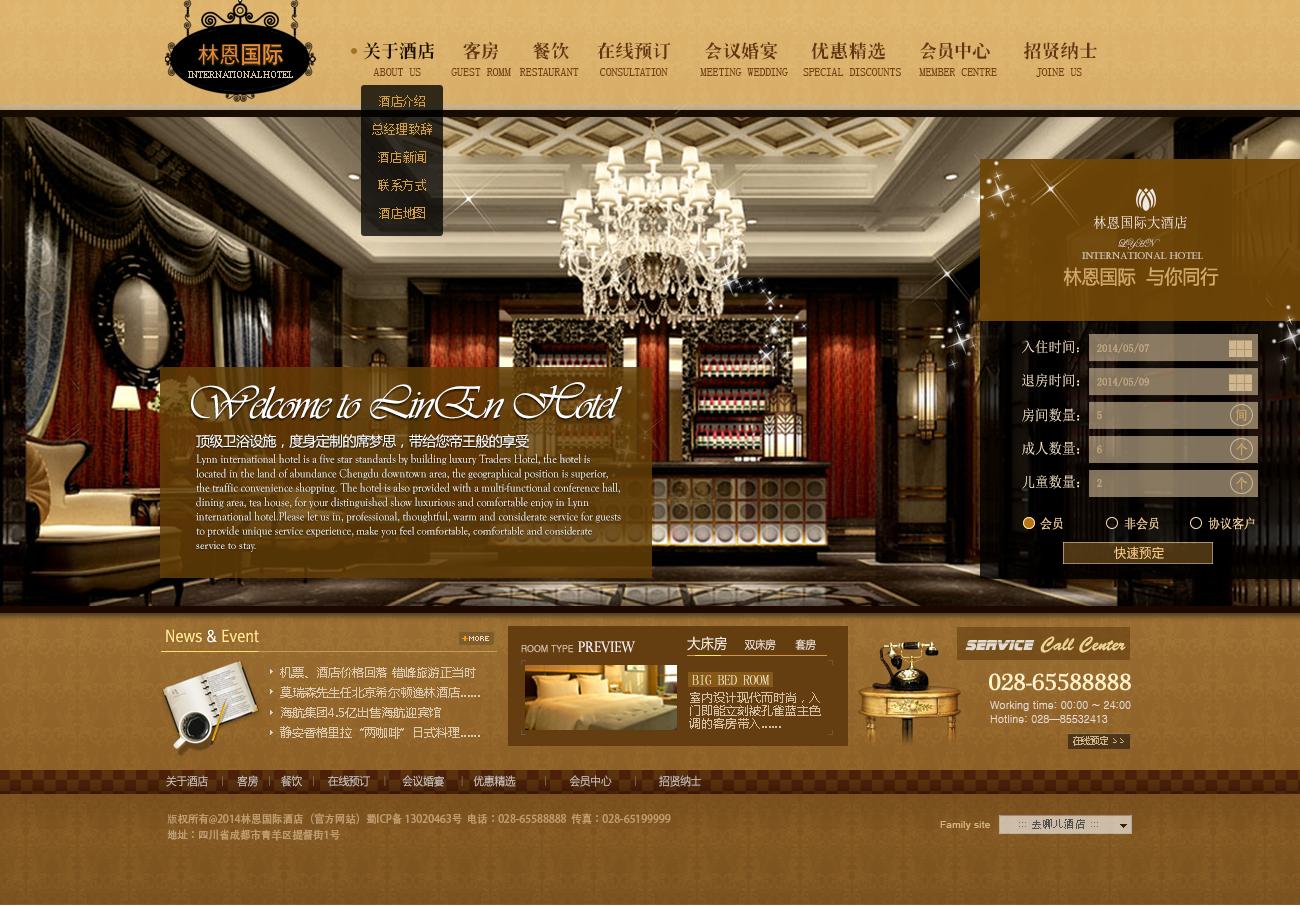 林恩国际
INTERNATIONALHOTEL
关于酒店 客房 餐饮 在线预订 会议婚宴 优惠精选 会员中心 招贤纳士
ABOUT US GUEST ROMM RESTAURANT CONSULTATION MEETING WEDDING SPECIAL DISCOUNTS MEMBER CENTRE JOINE US
酒店介绍
总经理致辞
酒店新闻
联系方式
酒店地图
林恩国际大酒店
INTERNATIONAL HOTEL
林恩国际 与你同行
入住时间： 2014/05/07
退房时间： 2014/05/09
房间数量： 5 间
成人数量： 6 个
儿童数量： 2 个
会员 非会员 协议客户
快速预定
Welcome to LinEn Hotel
顶级卫浴设施，度身定制的席梦思，带给您帝王般的享受
Lynn international hotel is a five star standards by building luxury Traders Hotel, the hotel is
located in the land of abundance Chengdu downtown area, the geographical position is superior,
the traffic convenience shopping. The hotel is also provided with a multi-functional conference hall,
dining area, tea house, for your distinguished show luxurious and comfortable enjoy in Lynn
international hotel.Please let us in, professional, thoughtful, warm and considerate service for guests
to provide unique service experience, make you feel comfortable, comfortable and considerate
service to stay.
News & Event
+MORE
机票、酒店价格回落 错峰旅游正当时
莫瑞森先生任北京希尔顿逸林酒店......
海航集团4.5亿出售海航迎宾馆
静安香格里拉“两咖啡”日式料理......
ROOM TYPE PREVIEW
大床房 双床房 套房
BIG BED ROOM
室内设计现代而时尚，入
门即能立刻被孔雀蓝主色
调的客房带入......
SERVICE Call Center
028-65588888
Working time: 00:00 ~ 24:00
Hotline: 028—85532413
在线预定 >>
关于酒店 | 客房 | 餐饮 | 在线预订 | 会议婚宴 | 优惠精选 | 会员中心 | 招贤纳士
版权所有@2014林恩国际酒店（官方网站）蜀ICP备 13020463号 电话：028-65588888 传真：028-65199999
地址：四川省成都市青羊区提督街1号
Family site ::: 去哪儿酒店 :::